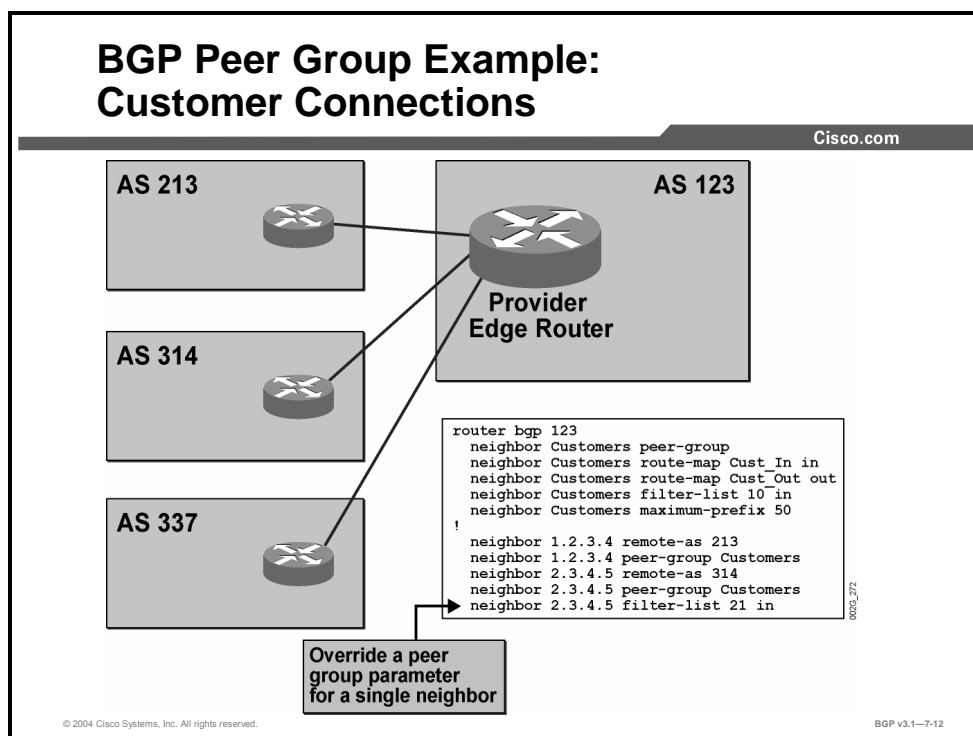 BGP Peer Group Example:
Customer Connections
Cisco.com
AS 213
AS 123
Provider
Edge Router
AS 314
AS 337
router bgp 123
neighbor Customers peer-group
neighbor Customers route-map Cust_In in
neighbor Customers route-map Cust_Out out
neighbor Customers filter-list 10 in
neighbor Customers maximum-prefix 50
!
neighbor 1.2.3.4 remote-as 213
neighbor 1.2.3.4 peer-group Customers
neighbor 2.3.4.5 remote-as 314
neighbor 2.3.4.5 peer-group Customers
neighbor 2.3.4.5 filter-list 21 in
002G_272
Override a peer
group parameter
for a single neighbor
© 2004 Cisco Systems, Inc. All rights reserved.
BGP v3.1—7-12